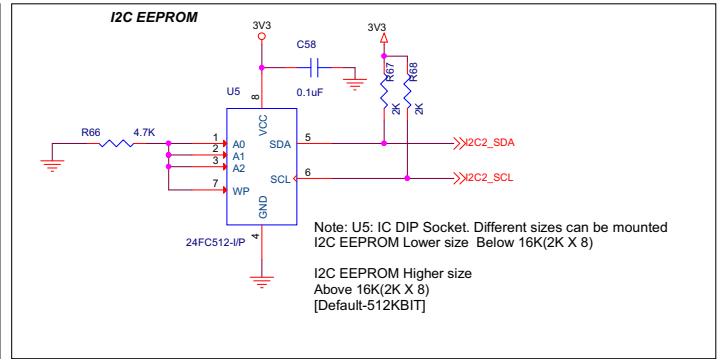 I2C EEPROM
3V3
3V3
C58
0.1uF
R67
2K
R68
2K
U5
8
VCC
R66
4.7K
1
A0
2
A1
3
A2
7
WP
SDA
5
I2C2_SDA
SCL
6
I2C2_SCL
GND
4
24FC512-I/P
Note: U5: IC DIP Socket. Different sizes can be mounted
I2C EEPROM Lower size Below 16K(2K X 8)
I2C EEPROM Higher size
Above 16K(2K X 8)
[Default-512KBIT]